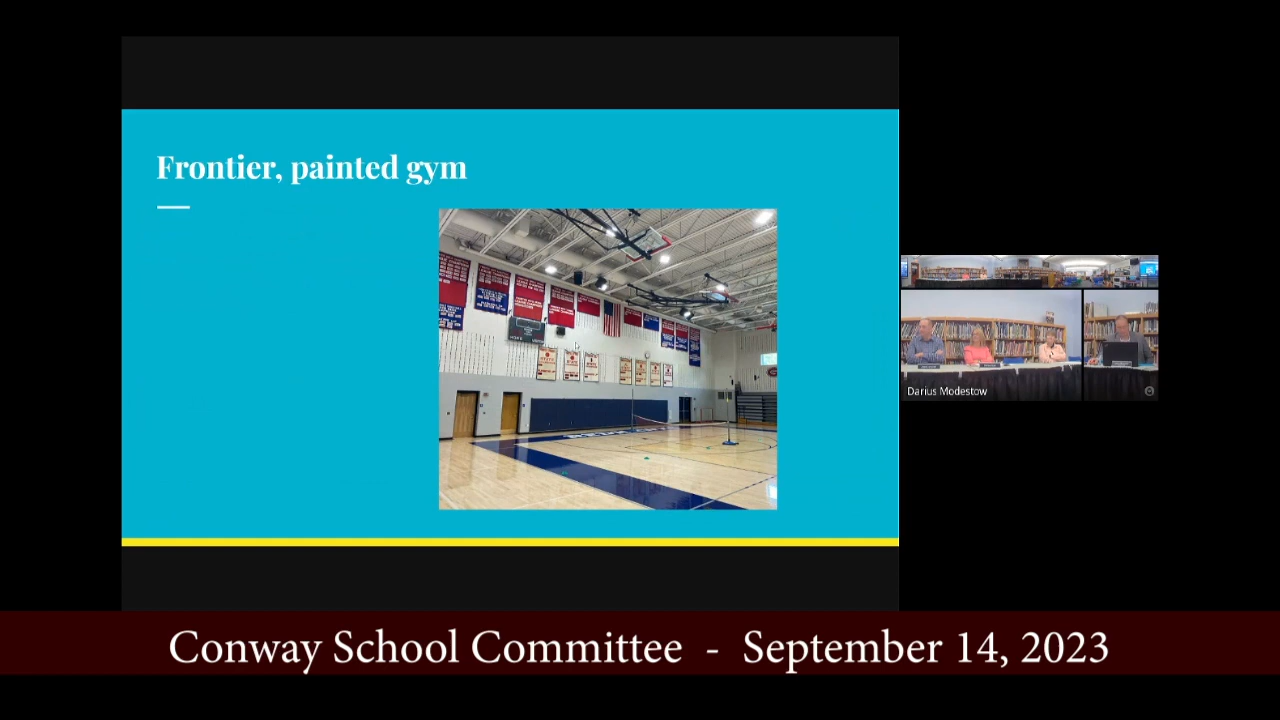 Frontier, painted gym
Darius Modestow
Conway School Committee - September 14, 2023